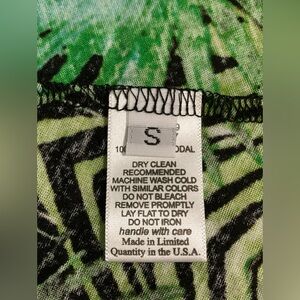 S
DRY CLEAN
RECOMMENDED
MACHINE WASH COLD
WITH SIMILAR COLORS
DO NOT BLEACH
REMOVE PROMPTLY
LAY FLAT TO DRY
DO NOT IRON
handle with care
Made in Limited
Quantity in the U.S.A.